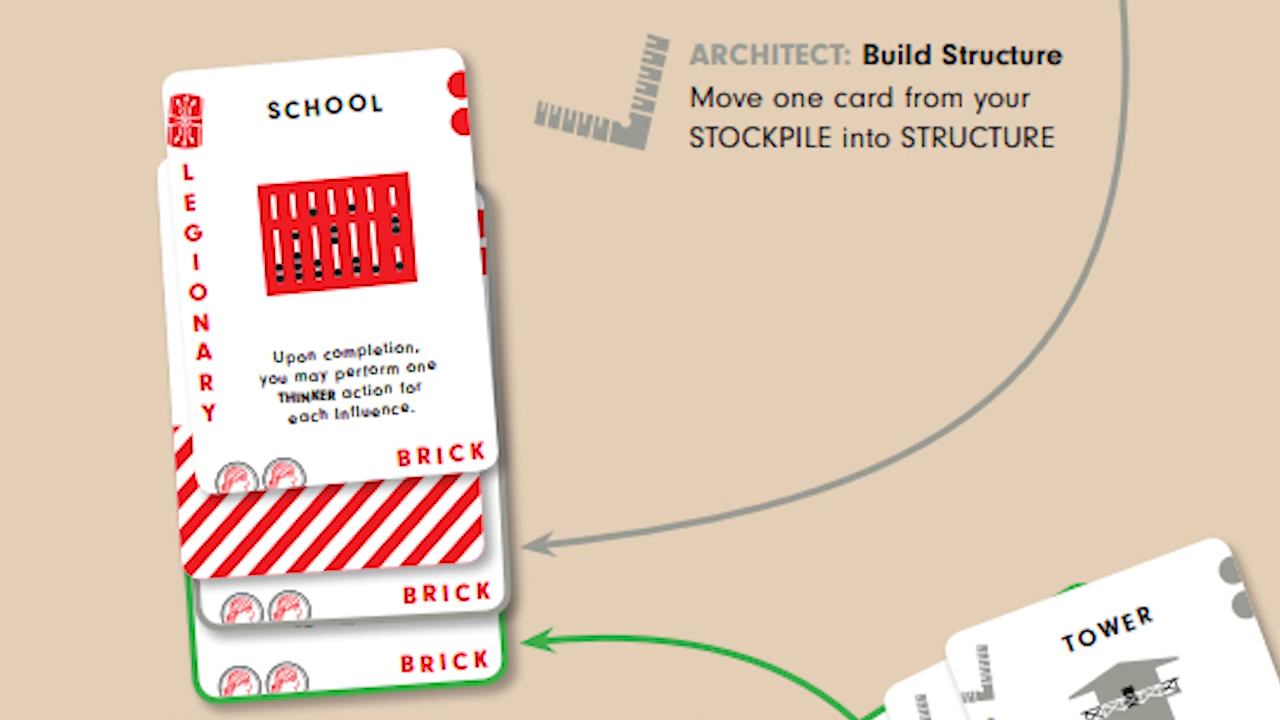 ARCHITECT: Build Structure
Move one card from your
STOCKPILE into STRUCTURE
SCHOOL
LEGIONARY
Upon completion,
you may perform one
THINKER action for
each Influence.
BRICK
BRICK
BRICK
TOWER